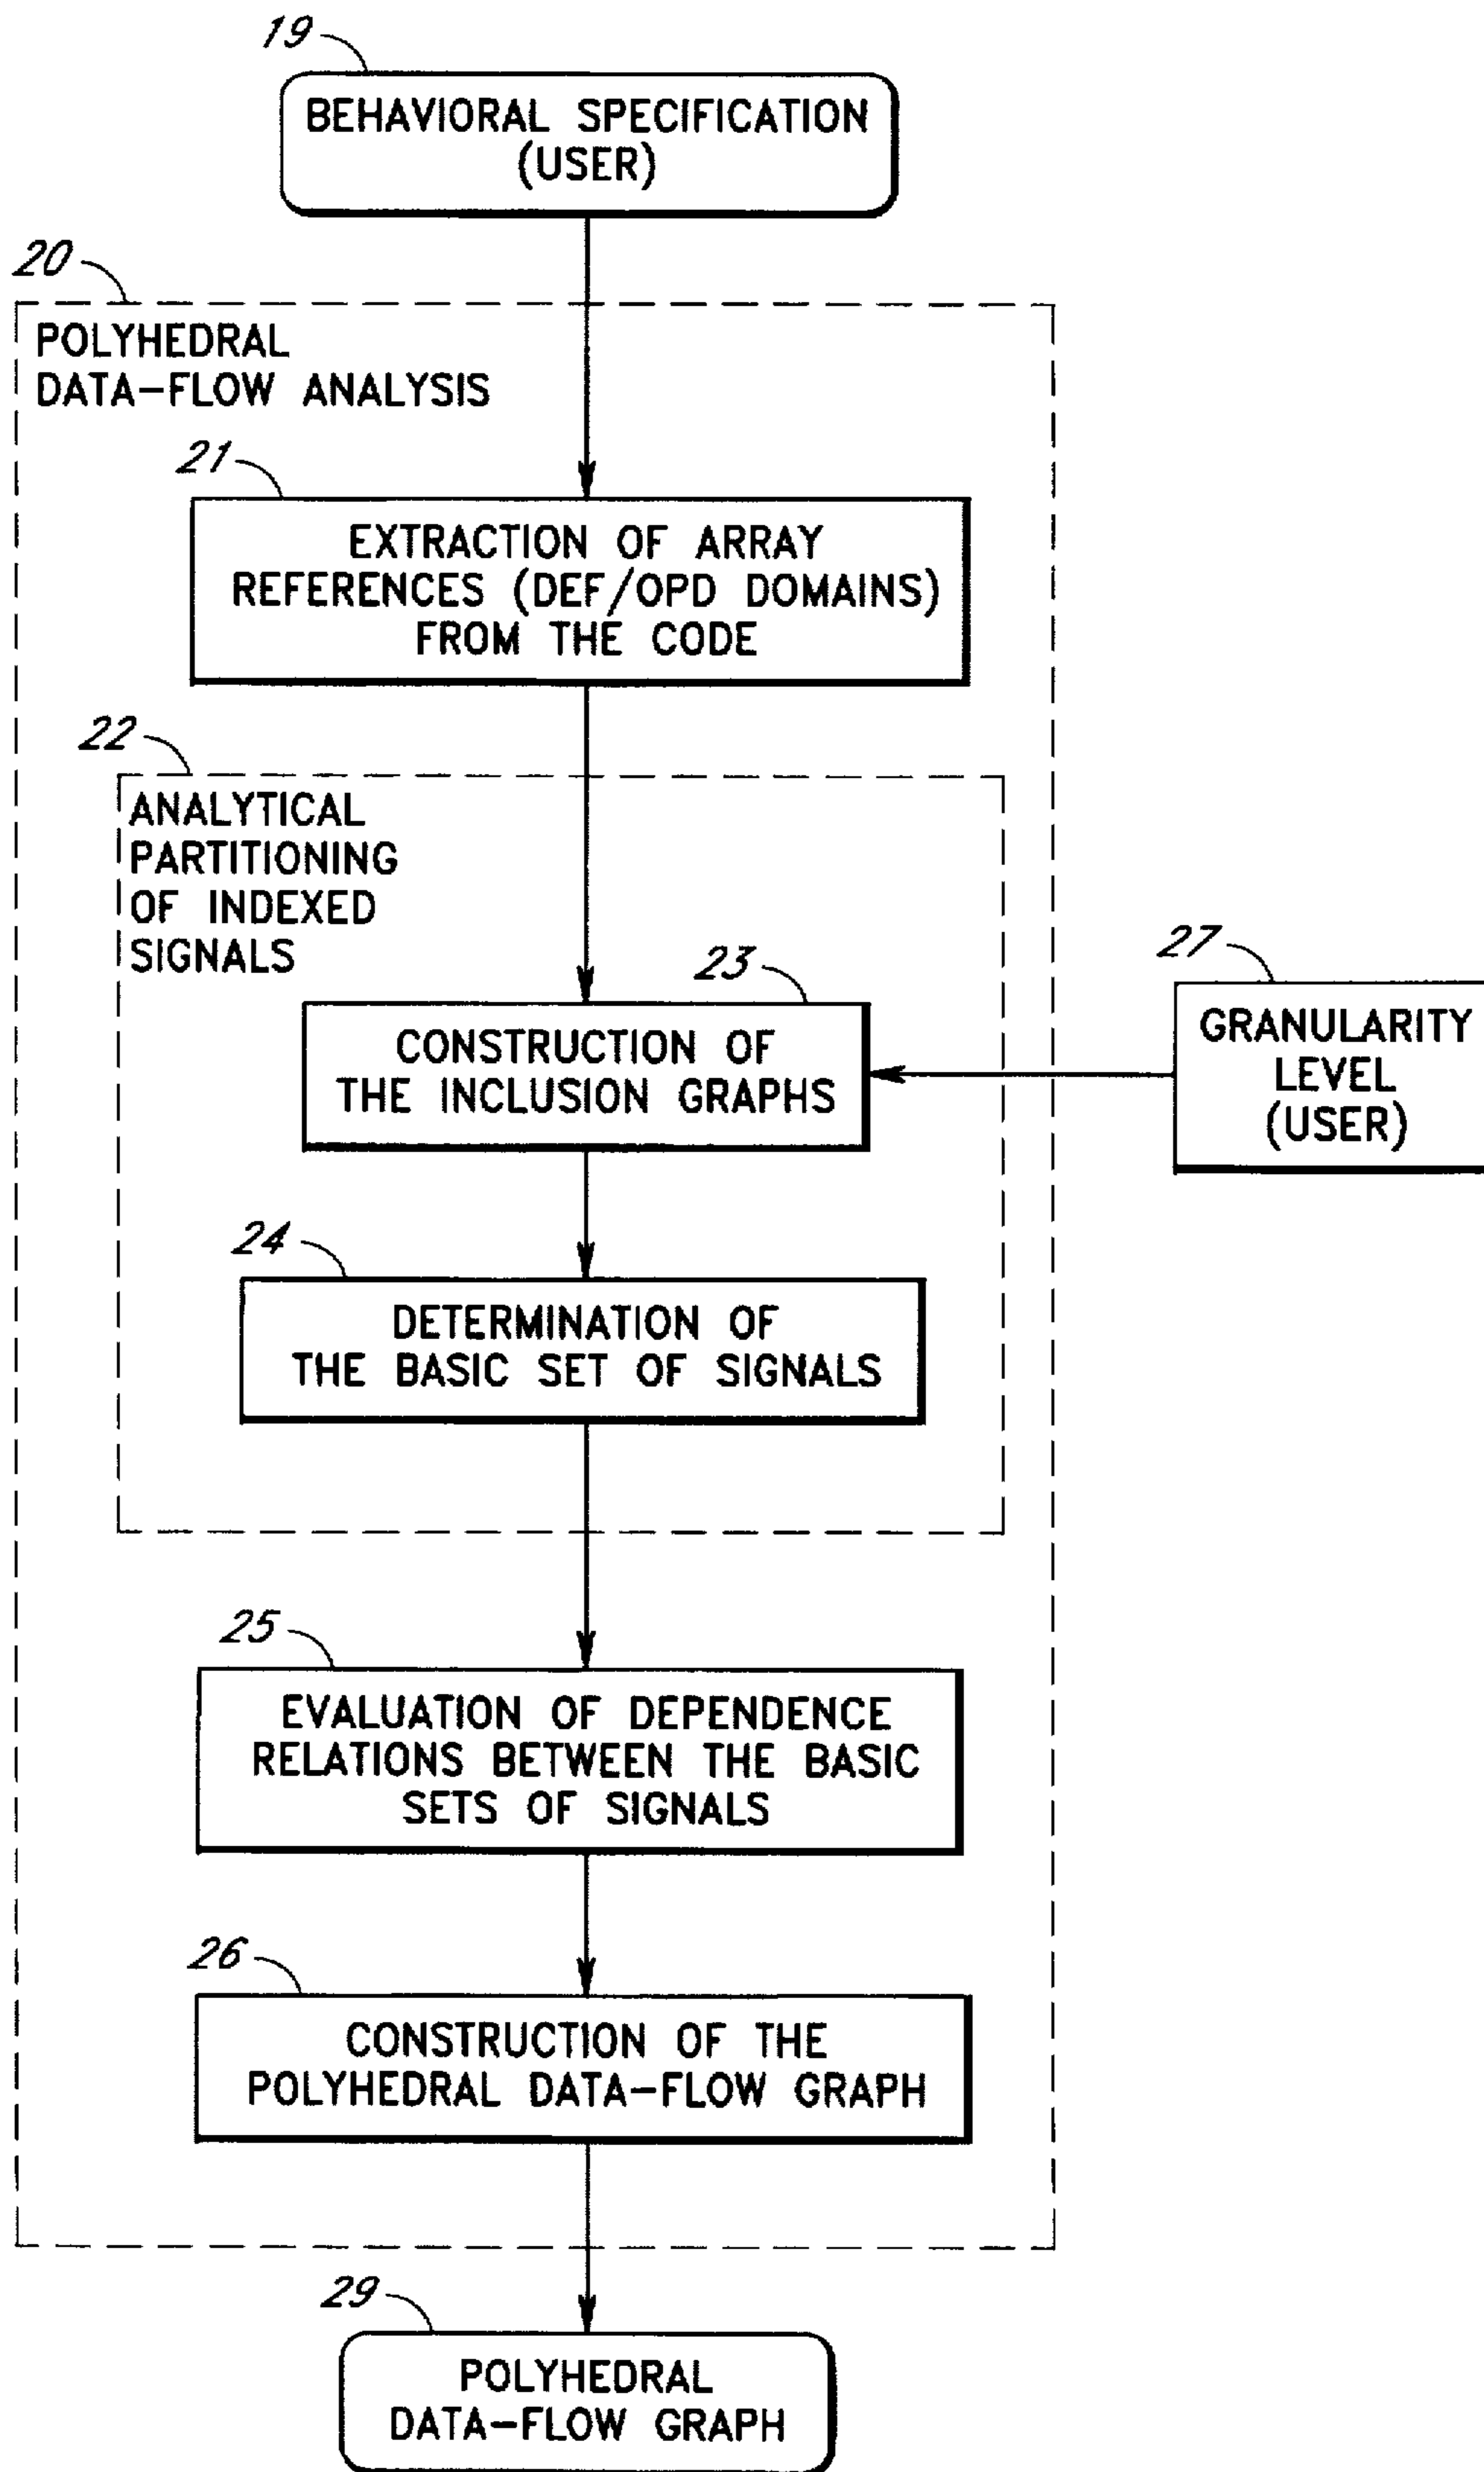 19
BEHAVIORAL SPECIFICATION
(USER)
20
POLYHEDRAL
DATA-FLOW ANALYSIS
21
EXTRACTION OF ARRAY
REFERENCES (DEF/OPD DOMAINS)
FROM THE CODE
22
ANALYTICAL
PARTITIONING
OF INDEXED
SIGNALS
23
CONSTRUCTION OF
THE INCLUSION GRAPHS
27
GRANULARITY
LEVEL
(USER)
24
DETERMINATION OF
THE BASIC SET OF SIGNALS
25
EVALUATION OF DEPENDENCE
RELATIONS BETWEEN THE BASIC
SETS OF SIGNALS
26
CONSTRUCTION OF THE
POLYHEDRAL DATA-FLOW GRAPH
29
POLYHEDRAL
DATA-FLOW GRAPH